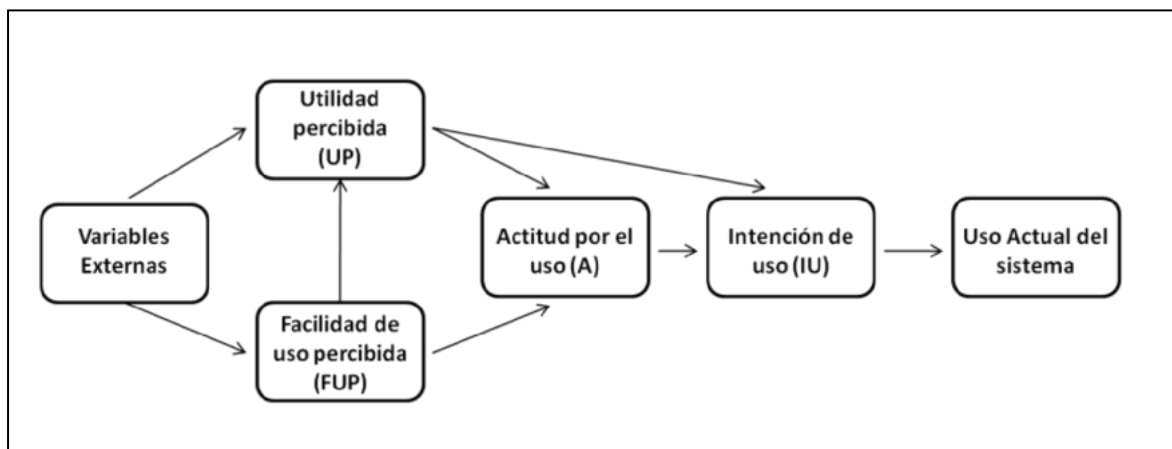 Utilidad
percibida
(UP)
Variables
Externas
Facilidad de
uso percibida
(FUP)
Actitud por el
uso (A)
Intención de
uso (IU)
Uso Actual del
sistema